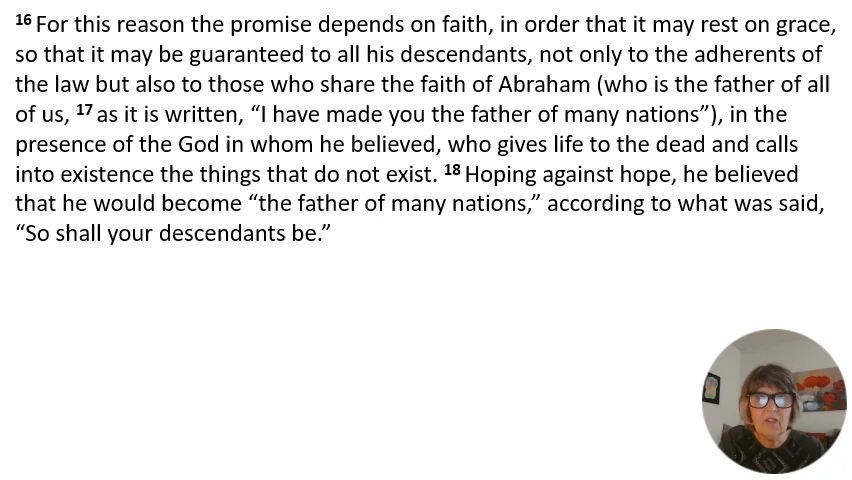 16 For this reason the promise depends on faith, in order that it may rest on grace,
so that it may be guaranteed to all his descendants, not only to the adherents of
the law but also to those who share the faith of Abraham (who is the father of all
of us, 17 as it is written, “I have made you the father of many nations”), in the
presence of the God in whom he believed, who gives life to the dead and calls
into existence the things that do not exist. 18 Hoping against hope, he believed
that he would become “the father of many nations,” according to what was said,
“So shall your descendants be.”